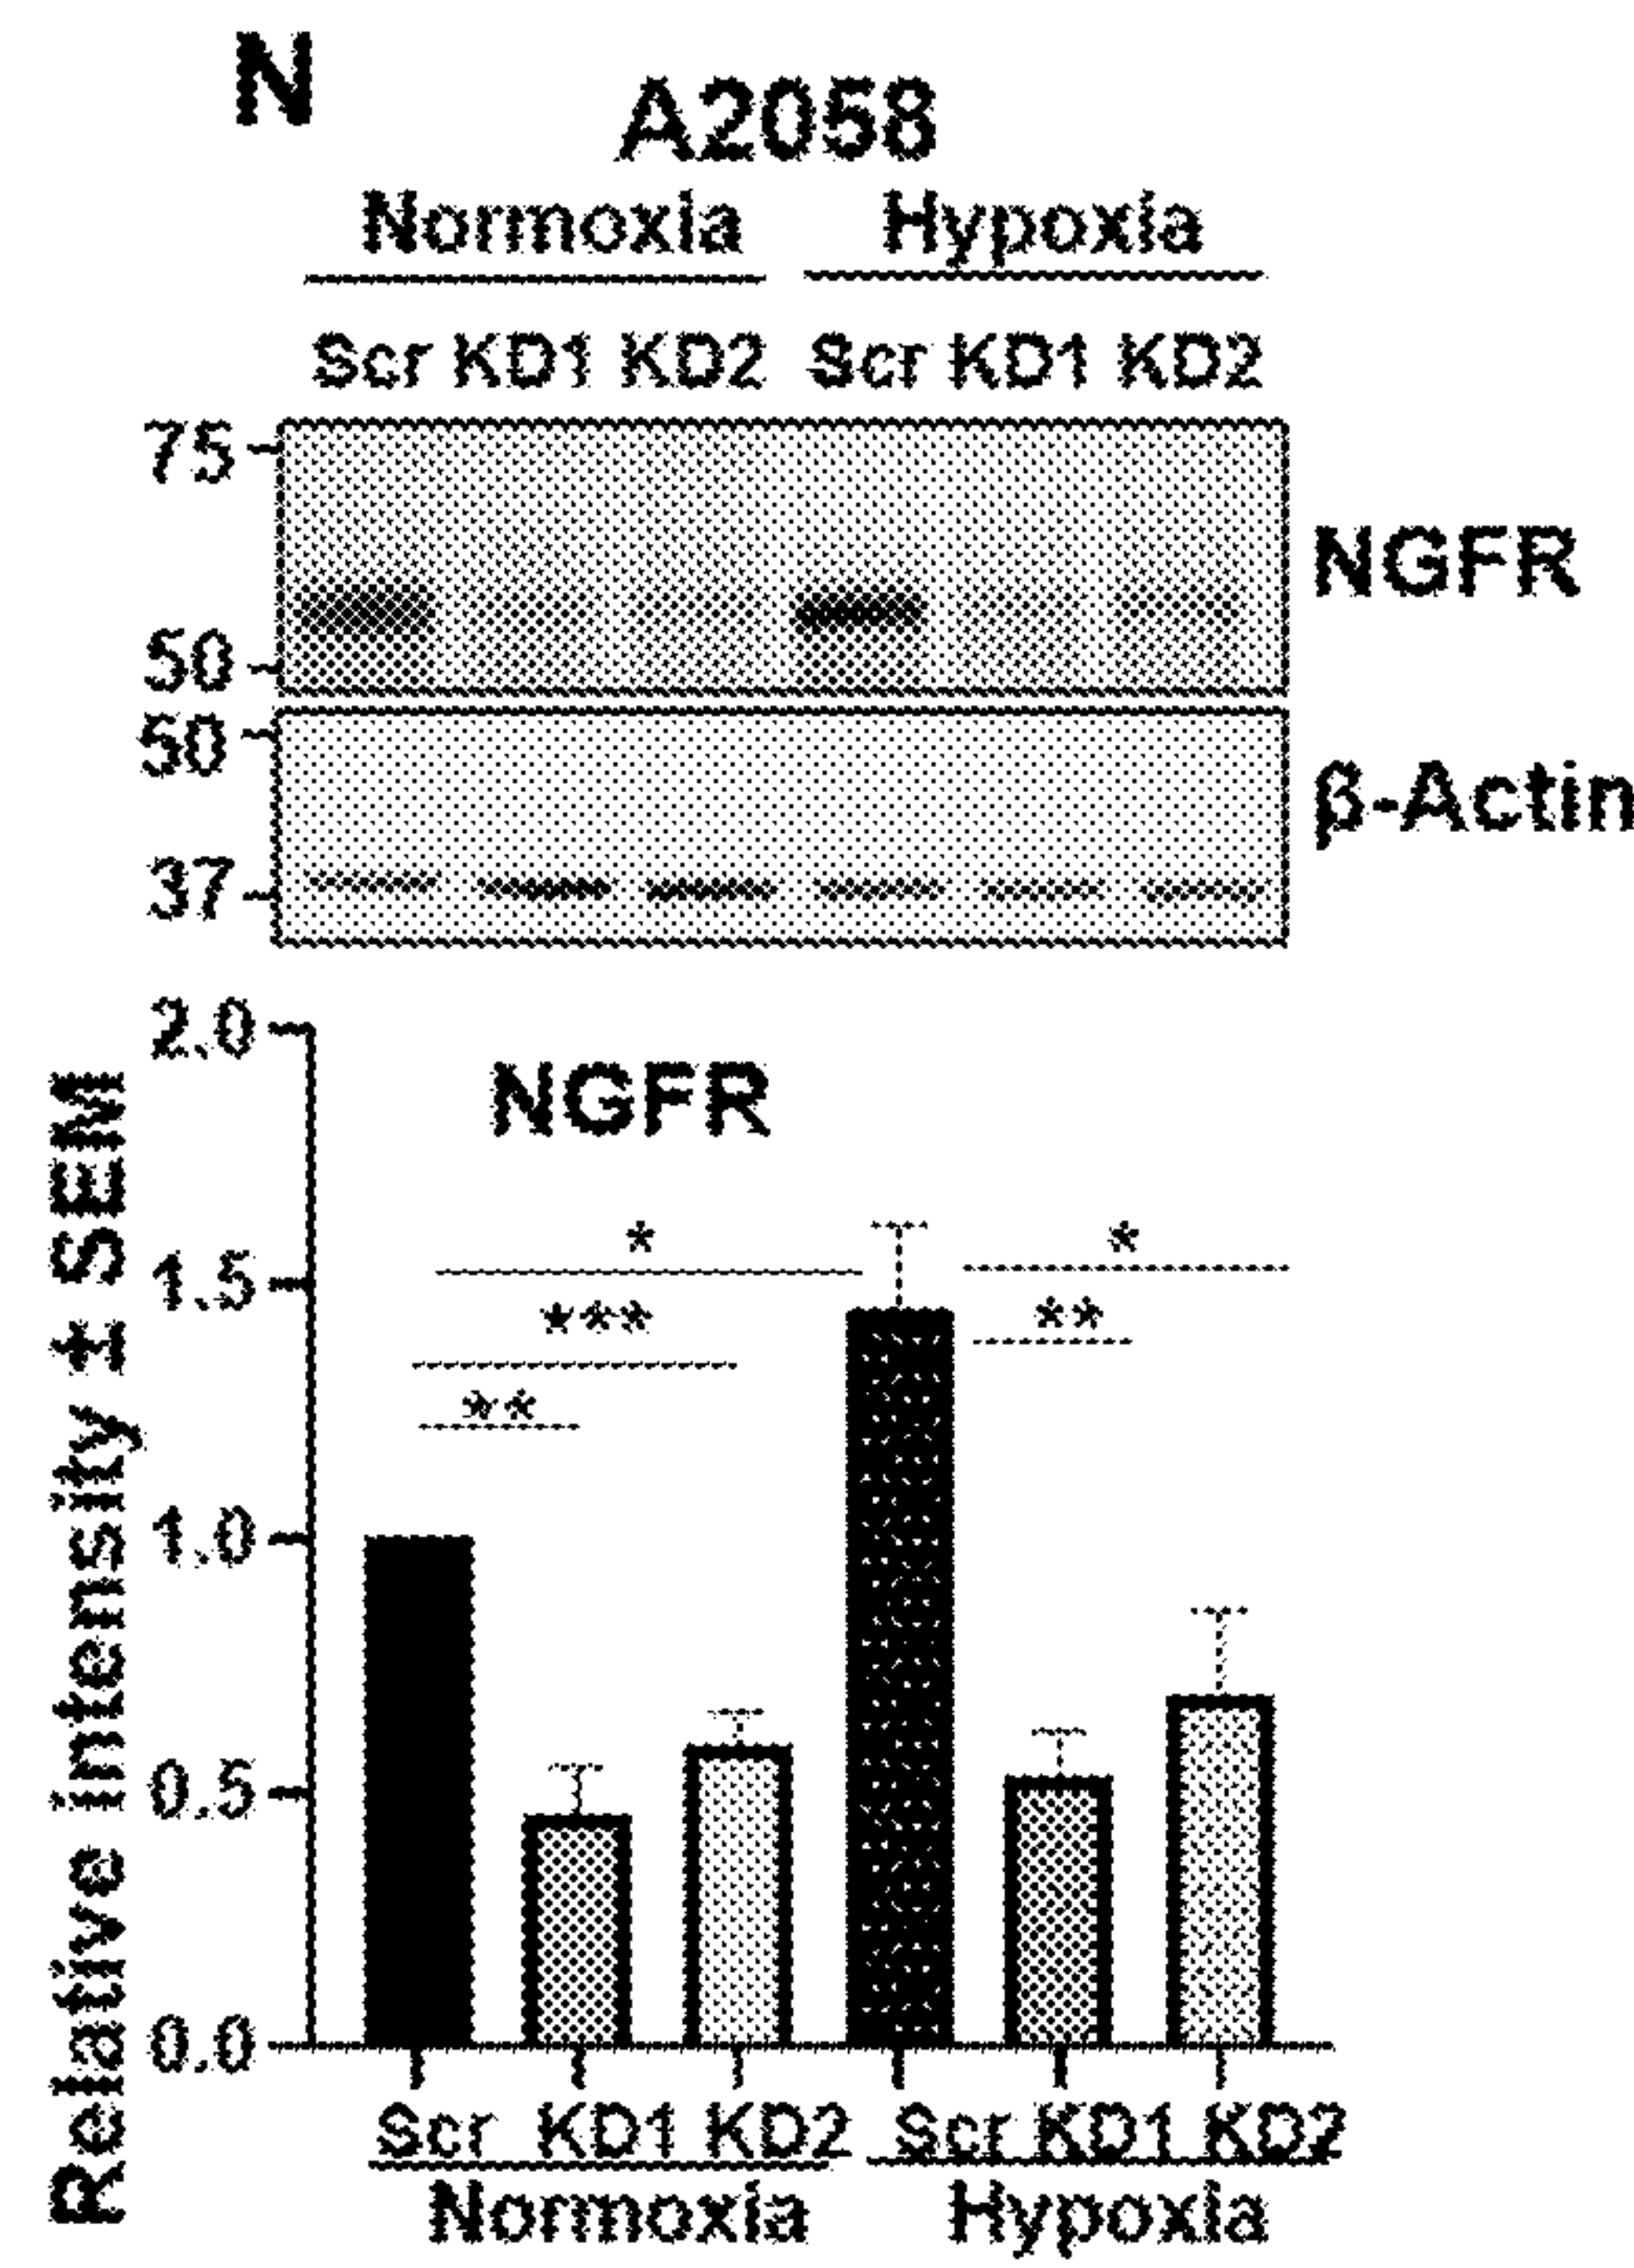 N
A2058
Normoxia Hypoxia
Scr KD1 KD2 Scr KD1 KD2
75
NGFR
50
50
β-Actin
37
2.0
NGFR
Relative intensity ± SEM
* *
1.5
*** **
**
1.0
0.5
0.0
Scr KD1 KD2 Scr KD1 KD2
Normoxia Hypoxia